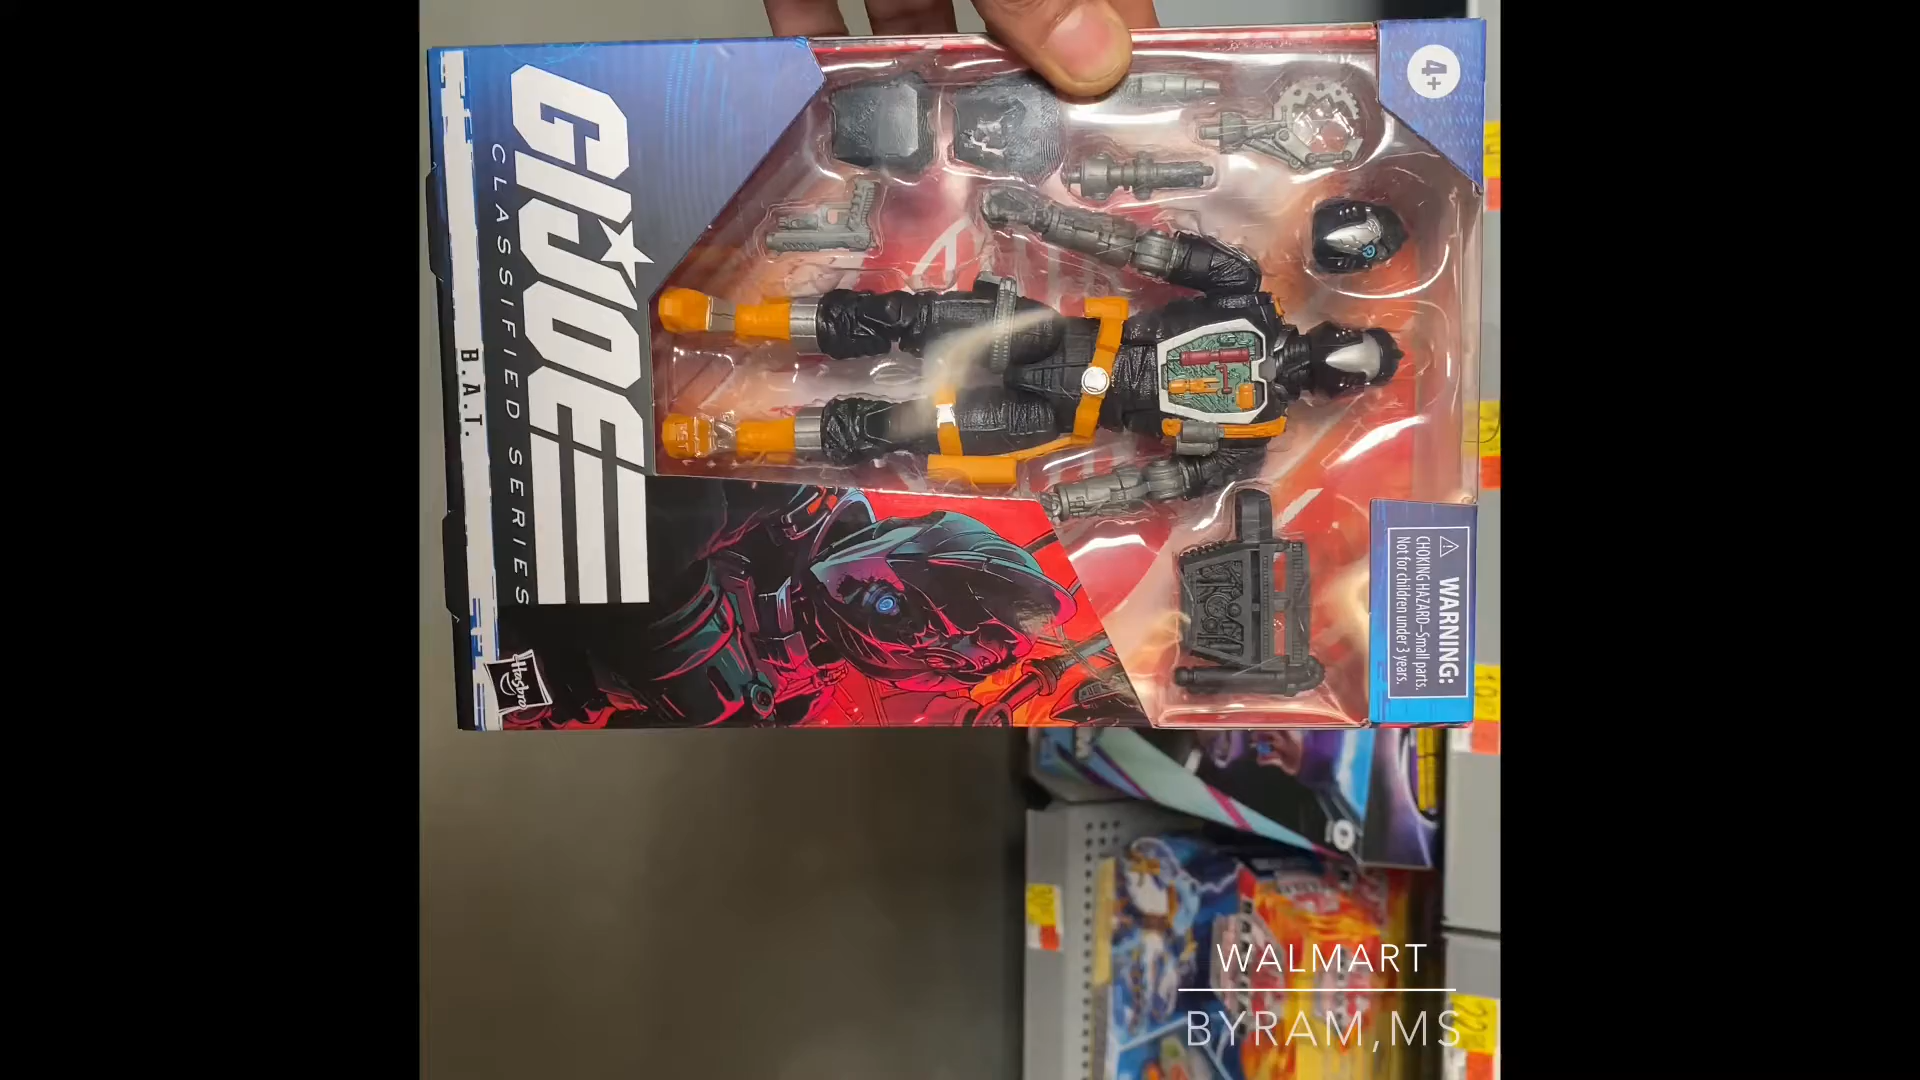 4+
GI JOE
CLASSIFIED SERIES
B.A.T.
Hasbro
WARNING:
CHOKING HAZARD–Small parts.
Not for children under 3 years.
WALMART
BYRAM,MS